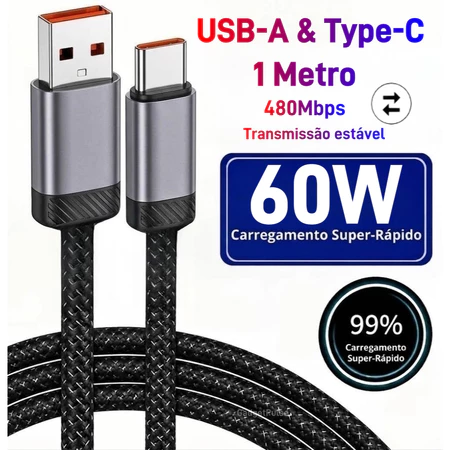 USB-A & Type-C
1 Metro
480Mbps
Transmissão estável
60W
Carregamento Super-Rápido
99%
Carregamento
Super-Rápido